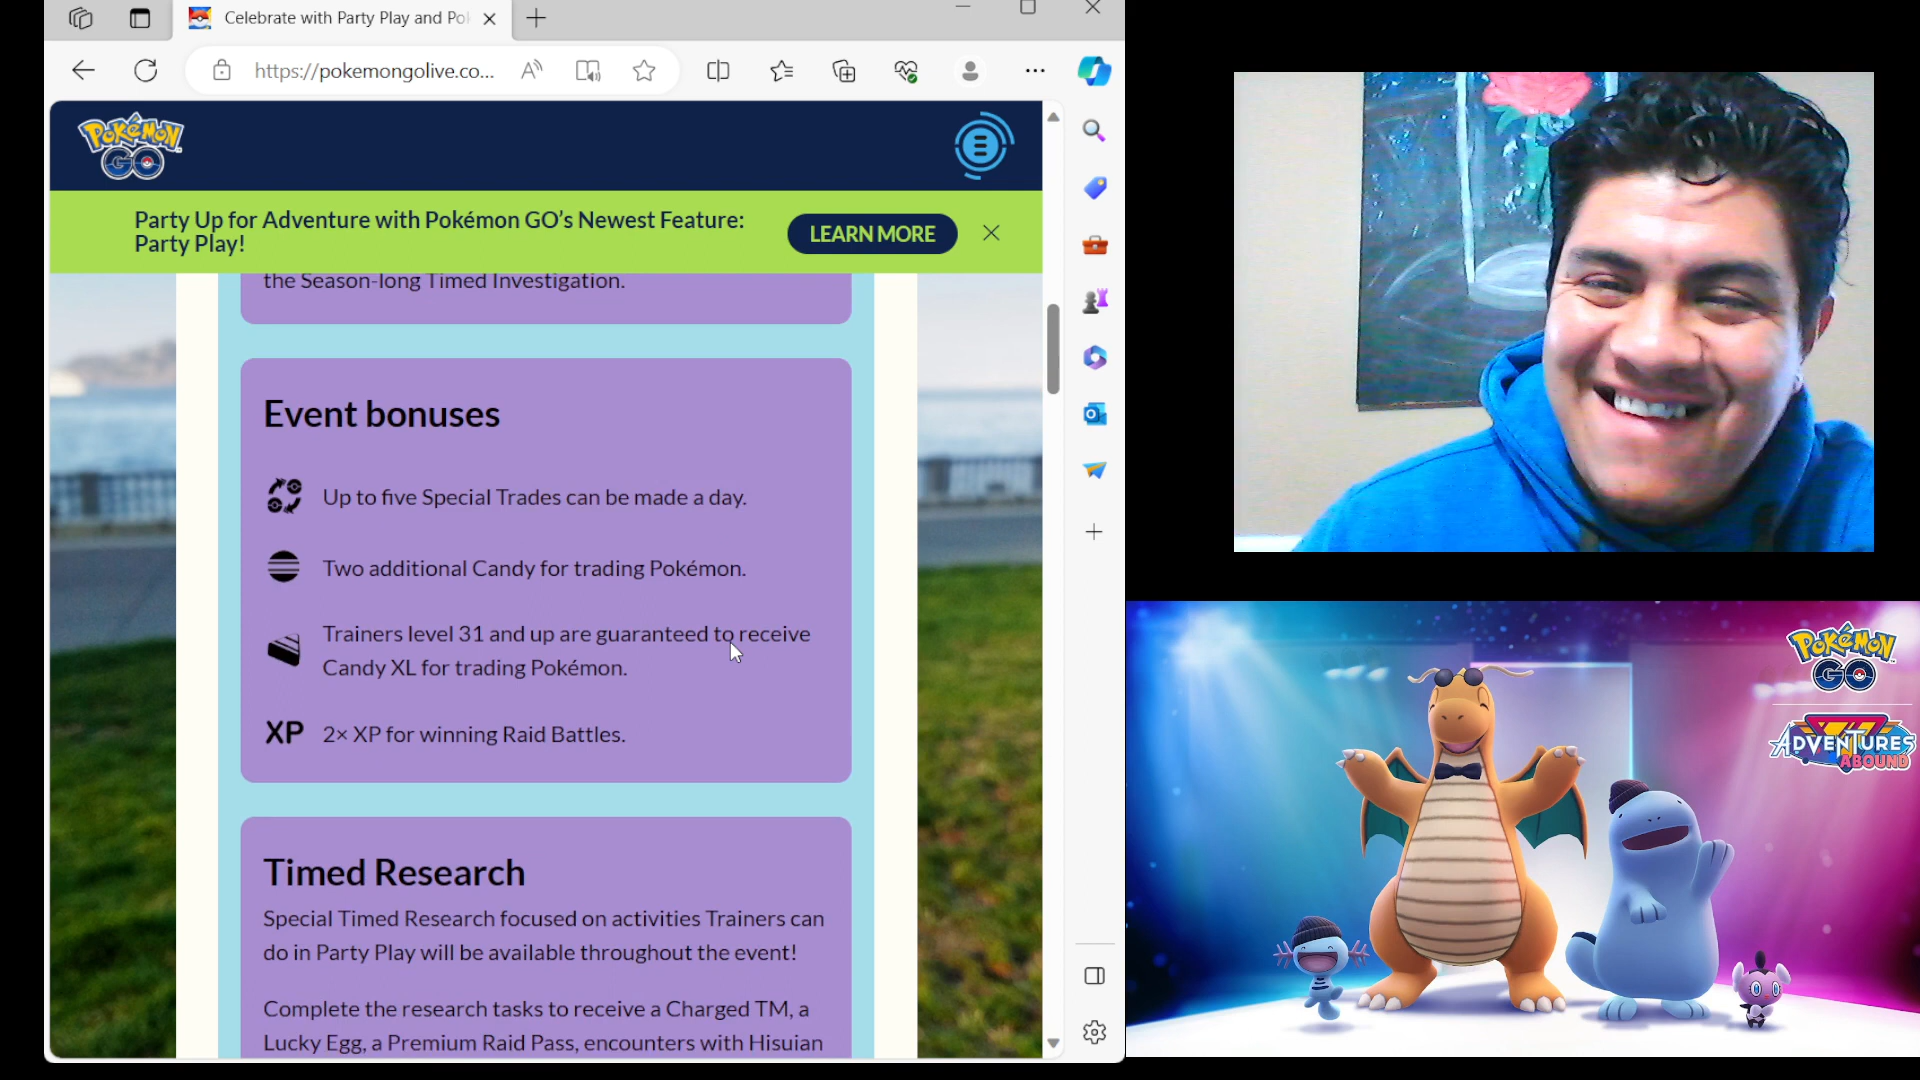 Celebrate with Party Play and Po
https://pokemongolive.co...
POKéMON
GO
Party Up for Adventure with Pokémon GO's Newest Feature:
Party Play!
LEARN MORE
the Season-long Timed Investigation.
Event bonuses
Up to five Special Trades can be made a day.
Two additional Candy for trading Pokémon.
Trainers level 31 and up are guaranteed to receive
Candy XL for trading Pokémon.
XP 2× XP for winning Raid Battles.
Timed Research
Special Timed Research focused on activities Trainers can
do in Party Play will be available throughout the event!
Complete the research tasks to receive a Charged TM, a
Lucky Egg, a Premium Raid Pass, encounters with Hisuian
POKéMON
GO
ADVENTURES
ABOUND